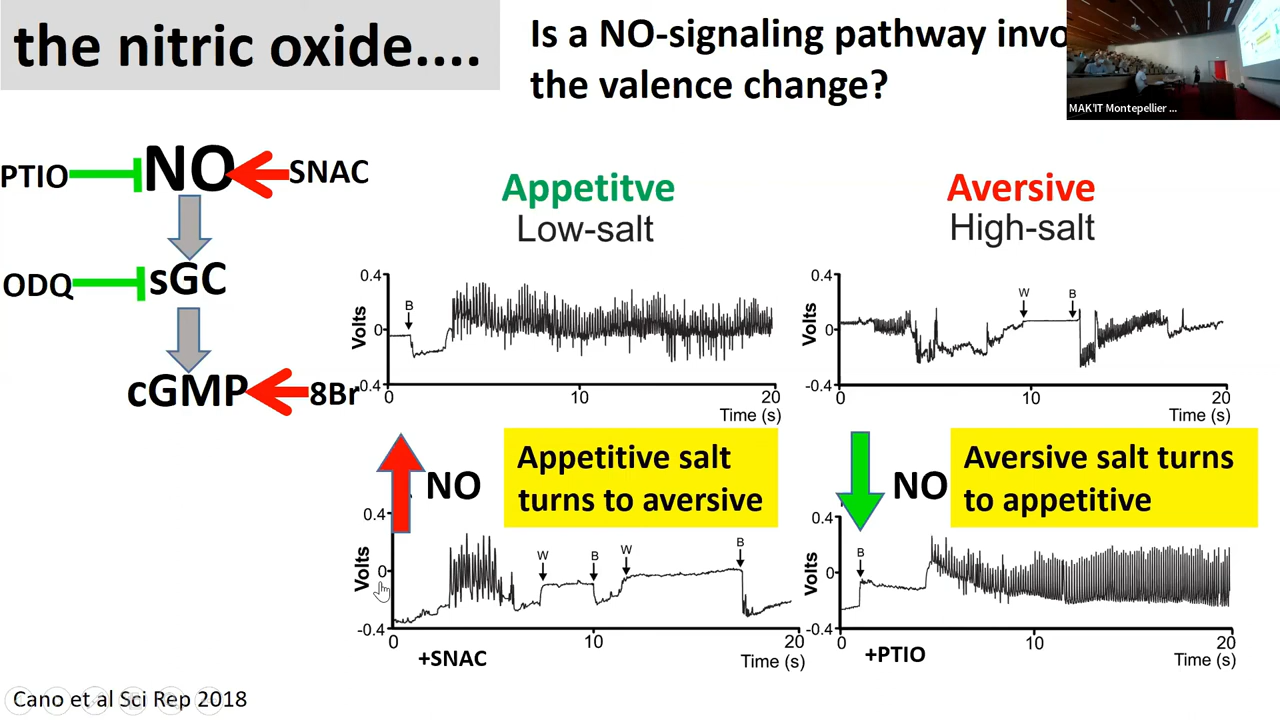 the nitric oxide....
Is a NO-signaling pathway invo
the valence change?
MAK'IT Montepellier ...
PTIO
NO
SNAC
ODQ
sGC
cGMP
8Br
Appetitve
Low-salt
0.4
0
-0.4
Volts
B
0
10
20
Time (s)
Aversive
High-salt
0.4
0
-0.4
Volts
W
B
0
10
20
Time (s)
NO
Appetitive salt
turns to aversive
0.4
0
-0.4
Volts
W
B
W
B
0
10
20
+SNAC
Time (s)
NO
Aversive salt turns
to appetitive
0.4
0
-0.4
Volts
B
0
10
20
+PTIO
Time (s)
Cano et al Sci Rep 2018